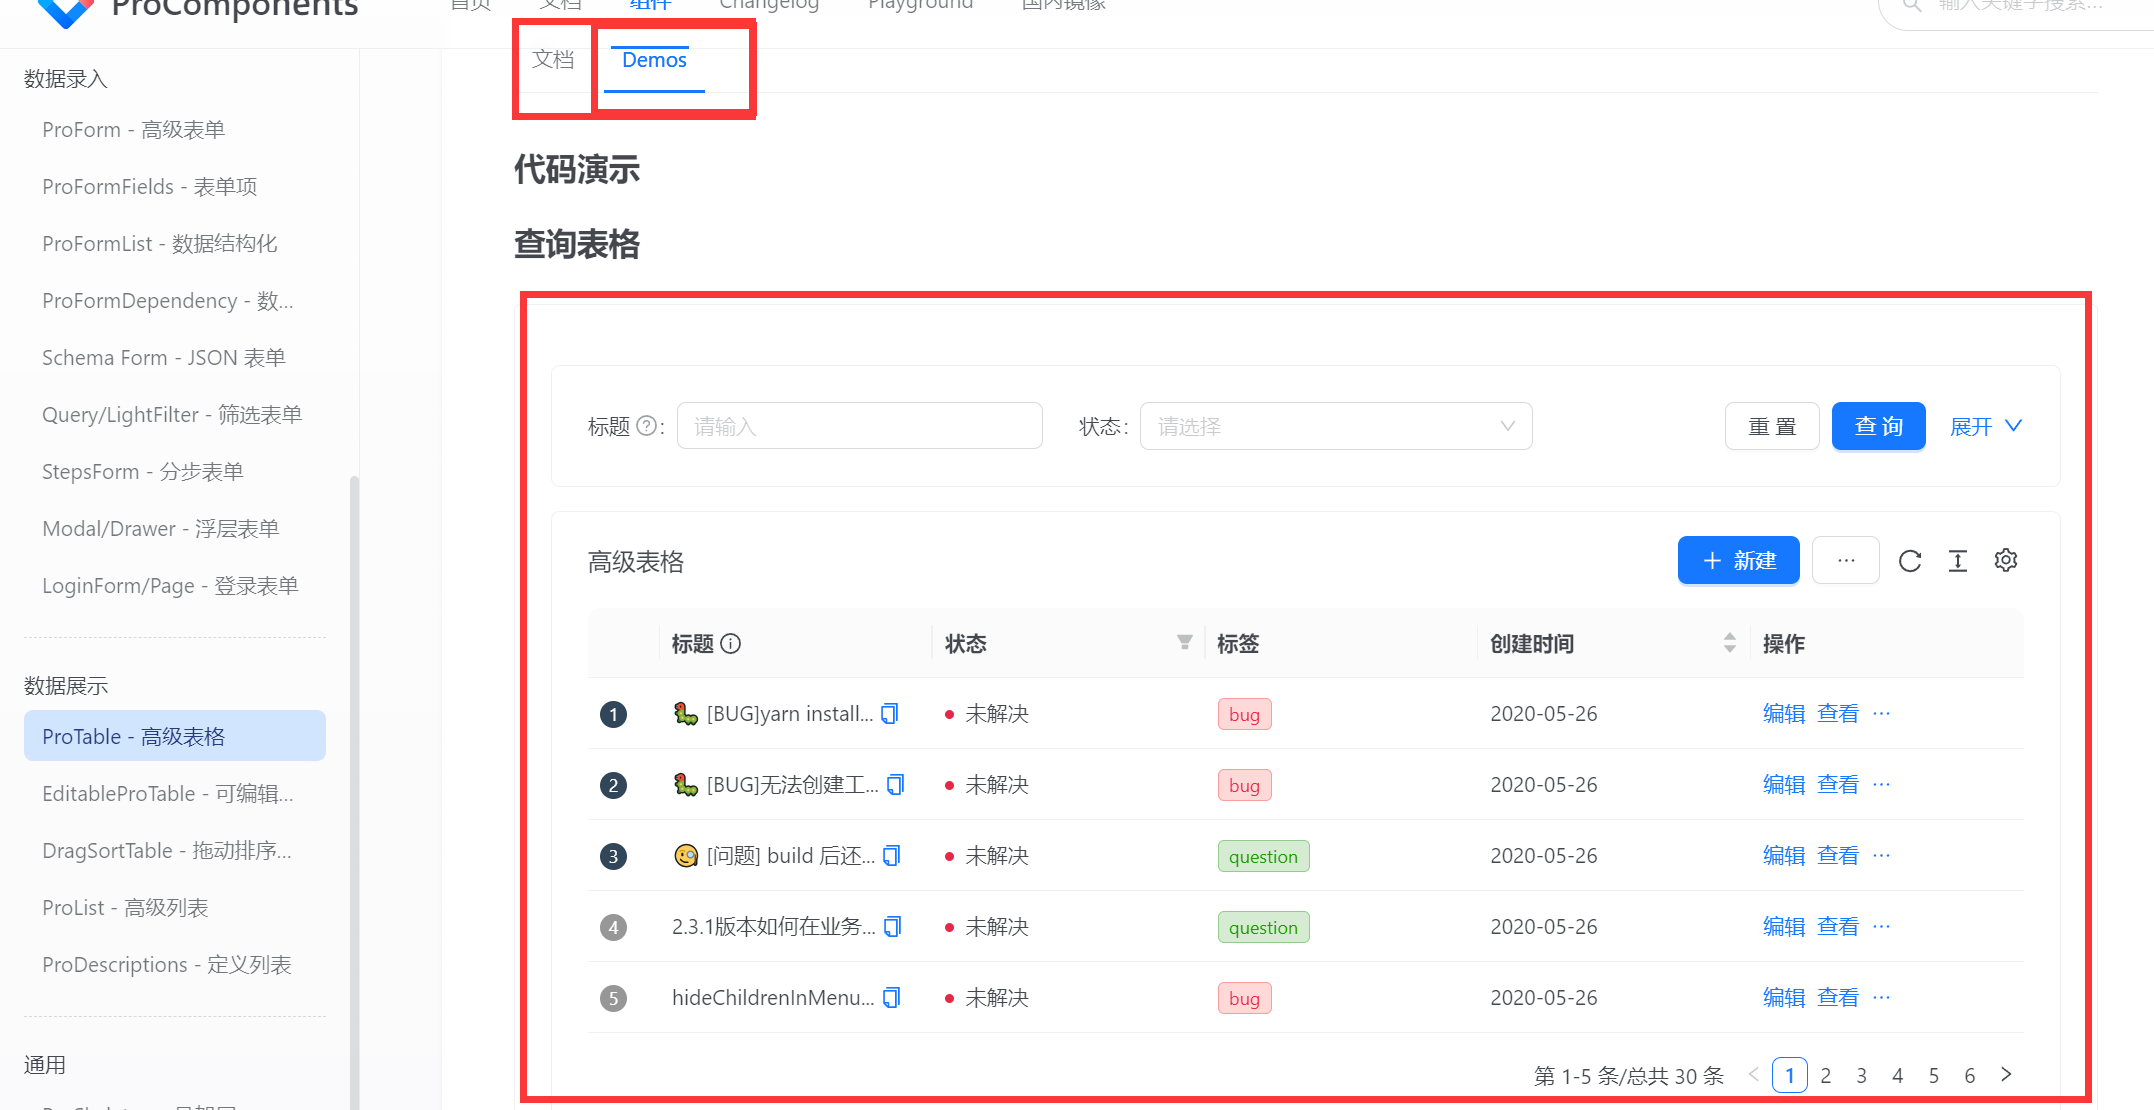 ProComponents
首页 文档 组件 Changelog Playground 国内镜像
输入关键字搜索...
文档 Demos
数据录入
ProForm - 高级表单
ProFormFields - 表单项
ProFormList - 数据结构化
ProFormDependency - 数...
Schema Form - JSON 表单
Query/LightFilter - 筛选表单
StepsForm - 分步表单
Modal/Drawer - 浮层表单
LoginForm/Page - 登录表单
数据展示
ProTable - 高级表格
EditableProTable - 可编辑...
DragSortTable - 拖动排序...
ProList - 高级列表
ProDescriptions - 定义列表
通用
代码演示
查询表格
标题 : 请输入 状态 : 请选择 重 置 查 询 展开
高级表格 + 新建 ···
标题 状态 标签 创建时间 操作
1 🐛 [BUG]yarn install... 未解决 bug 2020-05-26 编辑 查看 ···
2 🐛 [BUG]无法创建工... 未解决 bug 2020-05-26 编辑 查看 ···
3 🧐 [问题] build 后还... 未解决 question 2020-05-26 编辑 查看 ···
4 2.3.1版本如何在业务... 未解决 question 2020-05-26 编辑 查看 ···
5 hideChildrenInMenu... 未解决 bug 2020-05-26 编辑 查看 ···
第 1-5 条/总共 30 条 < 1 2 3 4 5 6 >